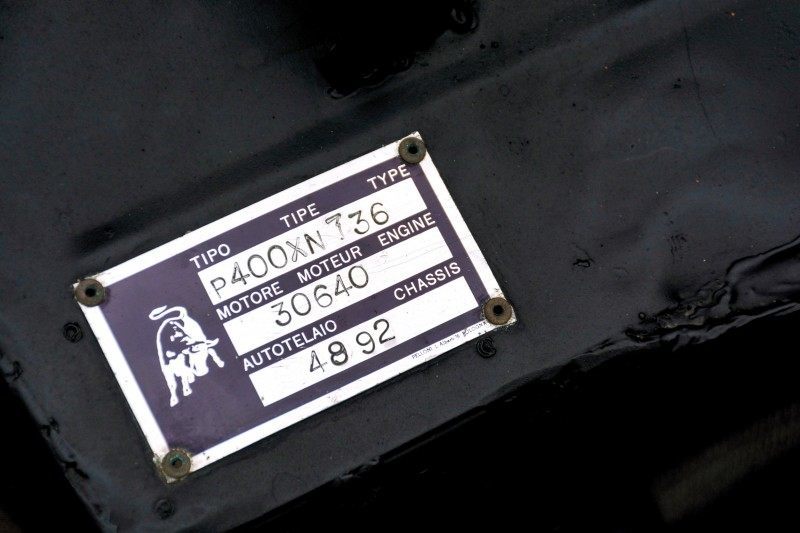 TIPO TIPE TYPE
P400XN736
MOTORE MOTEUR ENGINE
30640
AUTOTELAIO CHASSIS
4892